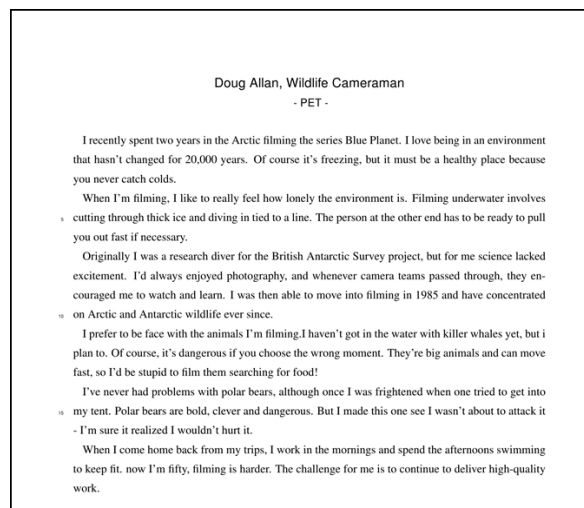 Doug Allan, Wildlife Cameraman
- PET -
I recently spent two years in the Arctic filming the series Blue Planet. I love being in an environment
that hasn't changed for 20,000 years. Of course it's freezing, but it must be a healthy place because
you never catch colds.
When I'm filming, I like to really feel how lonely the environment is. Filming underwater involves
5 cutting through thick ice and diving in tied to a line. The person at the other end has to be ready to pull
you out fast if necessary.
Originally I was a research diver for the British Antarctic Survey project, but for me science lacked
excitement. I'd always enjoyed photography, and whenever camera teams passed through, they en-
couraged me to watch and learn. I was then able to move into filming in 1985 and have concentrated
10 on Arctic and Antarctic wildlife ever since.
I prefer to be face with the animals I'm filming.I haven't got in the water with killer whales yet, but i
plan to. Of course, it's dangerous if you choose the wrong moment. They're big animals and can move
fast, so I'd be stupid to film them searching for food!
I've never had problems with polar bears, although once I was frightened when one tried to get into
15 my tent. Polar bears are bold, clever and dangerous. But I made this one see I wasn't about to attack it
- I'm sure it realized I wouldn't hurt it.
When I come home back from my trips, I work in the mornings and spend the afternoons swimming
to keep fit. now I'm fifty, filming is harder. The challenge for me is to continue to deliver high-quality
work.